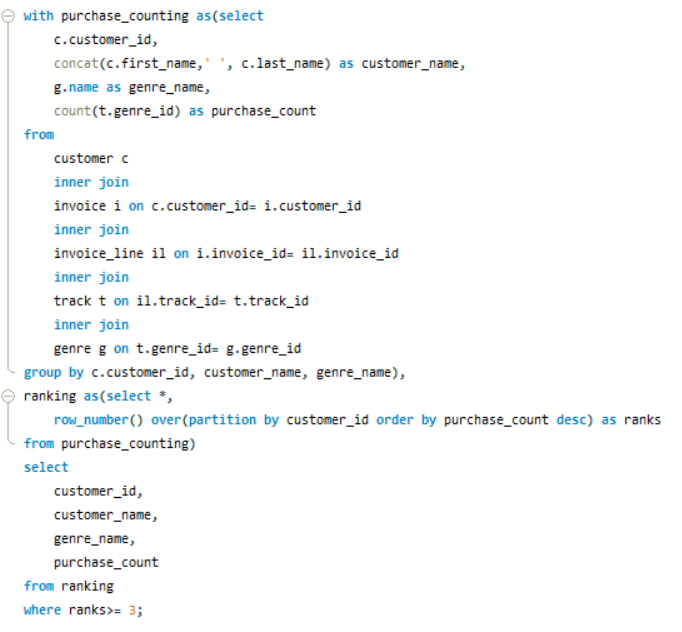 with purchase_counting as(select
c.customer_id,
concat(c.first_name,' ', c.last_name) as customer_name,
g.name as genre_name,
count(t.genre_id) as purchase_count
from
customer c
inner join
invoice i on c.customer_id= i.customer_id
inner join
invoice_line il on i.invoice_id= il.invoice_id
inner join
track t on il.track_id= t.track_id
inner join
genre g on t.genre_id= g.genre_id
group by c.customer_id, customer_name, genre_name),
ranking as(select *,
row_number() over(partition by customer_id order by purchase_count desc) as ranks
from purchase_counting)
select
customer_id,
customer_name,
genre_name,
purchase_count
from ranking
where ranks>= 3;